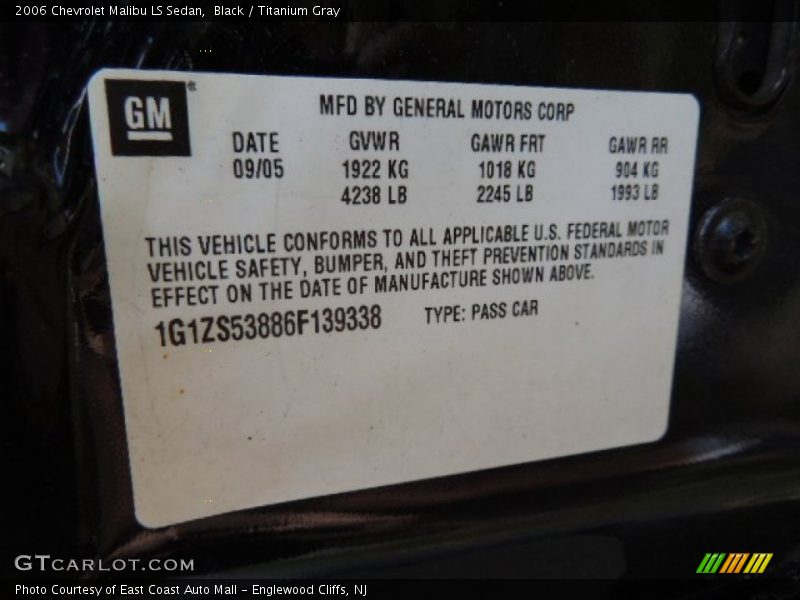 2006 Chevrolet Malibu LS Sedan,  Black / Titanium Gray
GM
MFD BY GENERAL MOTORS CORP
DATE GVWR GAWR FRT GAWR RR
09/05 1922 KG 1018 KG 904 KG
4238 LB 2245 LB 1993 LB
THIS VEHICLE CONFORMS TO ALL APPLICABLE U.S. FEDERAL MOTOR
VEHICLE SAFETY, BUMPER, AND THEFT PREVENTION STANDARDS IN
EFFECT ON THE DATE OF MANUFACTURE SHOWN ABOVE.
1G1ZS53886F139338 TYPE: PASS CAR
GTCARLOT.COM
Photo Courtesy of East Coast Auto Mall - Englewood Cliffs, NJ